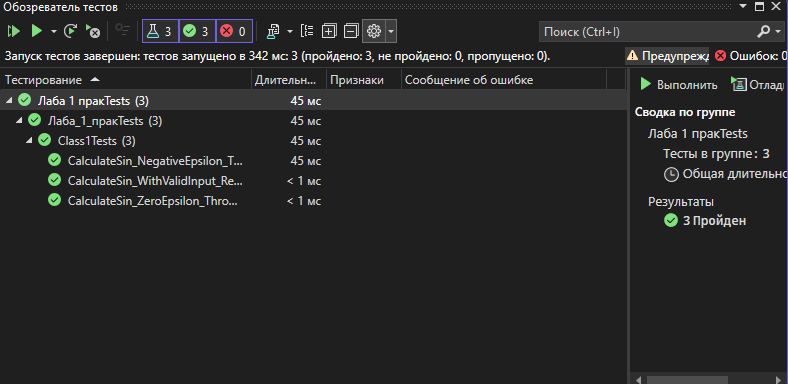 Обозреватель тестов
3 3 0
Поиск (Ctrl+I)
Запуск тестов завершен: тестов запущено в 342 мс: 3 (пройдено: 3, не пройдено: 0, пропущено: 0).
Предупрежд
Ошибок: 0
Тестирование Длительн... Признаки Сообщение об ошибке
Лаба 1 пракTests (3) 45 мс
Лаба_1_пракTests (3) 45 мс
Class1Tests (3) 45 мс
CalculateSin_NegativeEpsilon_T... 45 мс
CalculateSin_WithValidInput_Re... < 1 мс
CalculateSin_ZeroEpsilon_Thro... < 1 мс
Выполнить Отлад
Сводка по группе
Лаба 1 пракTests
Тесты в группе: 3
Общая длительно
Результаты
3 Пройден